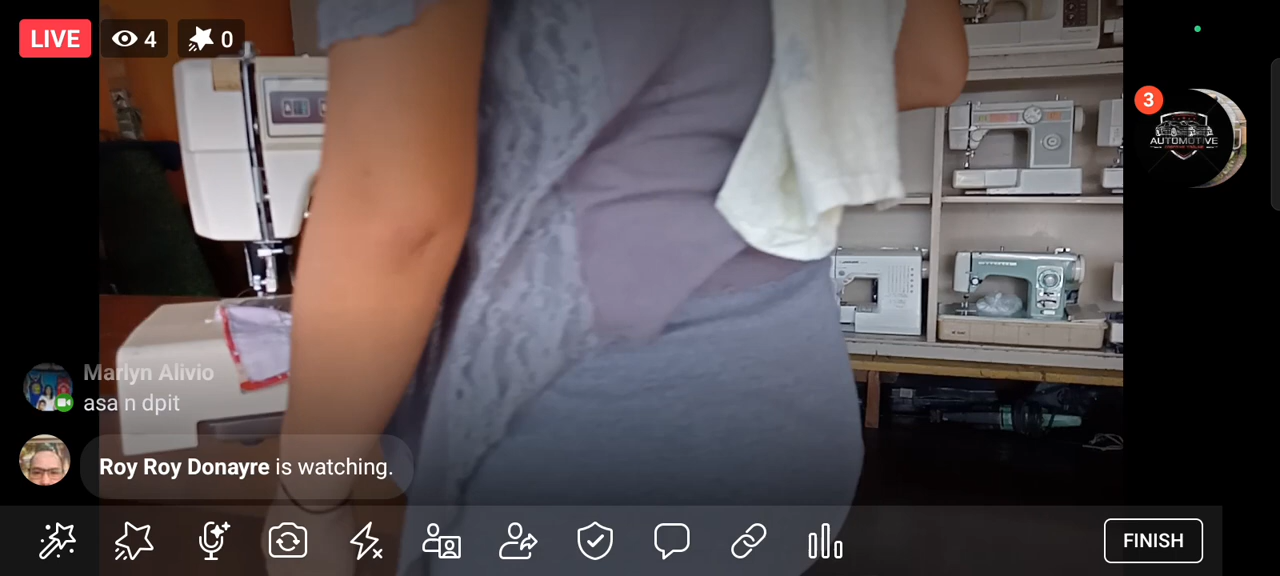 LIVE
4
0
3
AUTOMOTIVE
Marlyn Alivio
asa n dpit
Roy Roy Donayre is watching.
FINISH